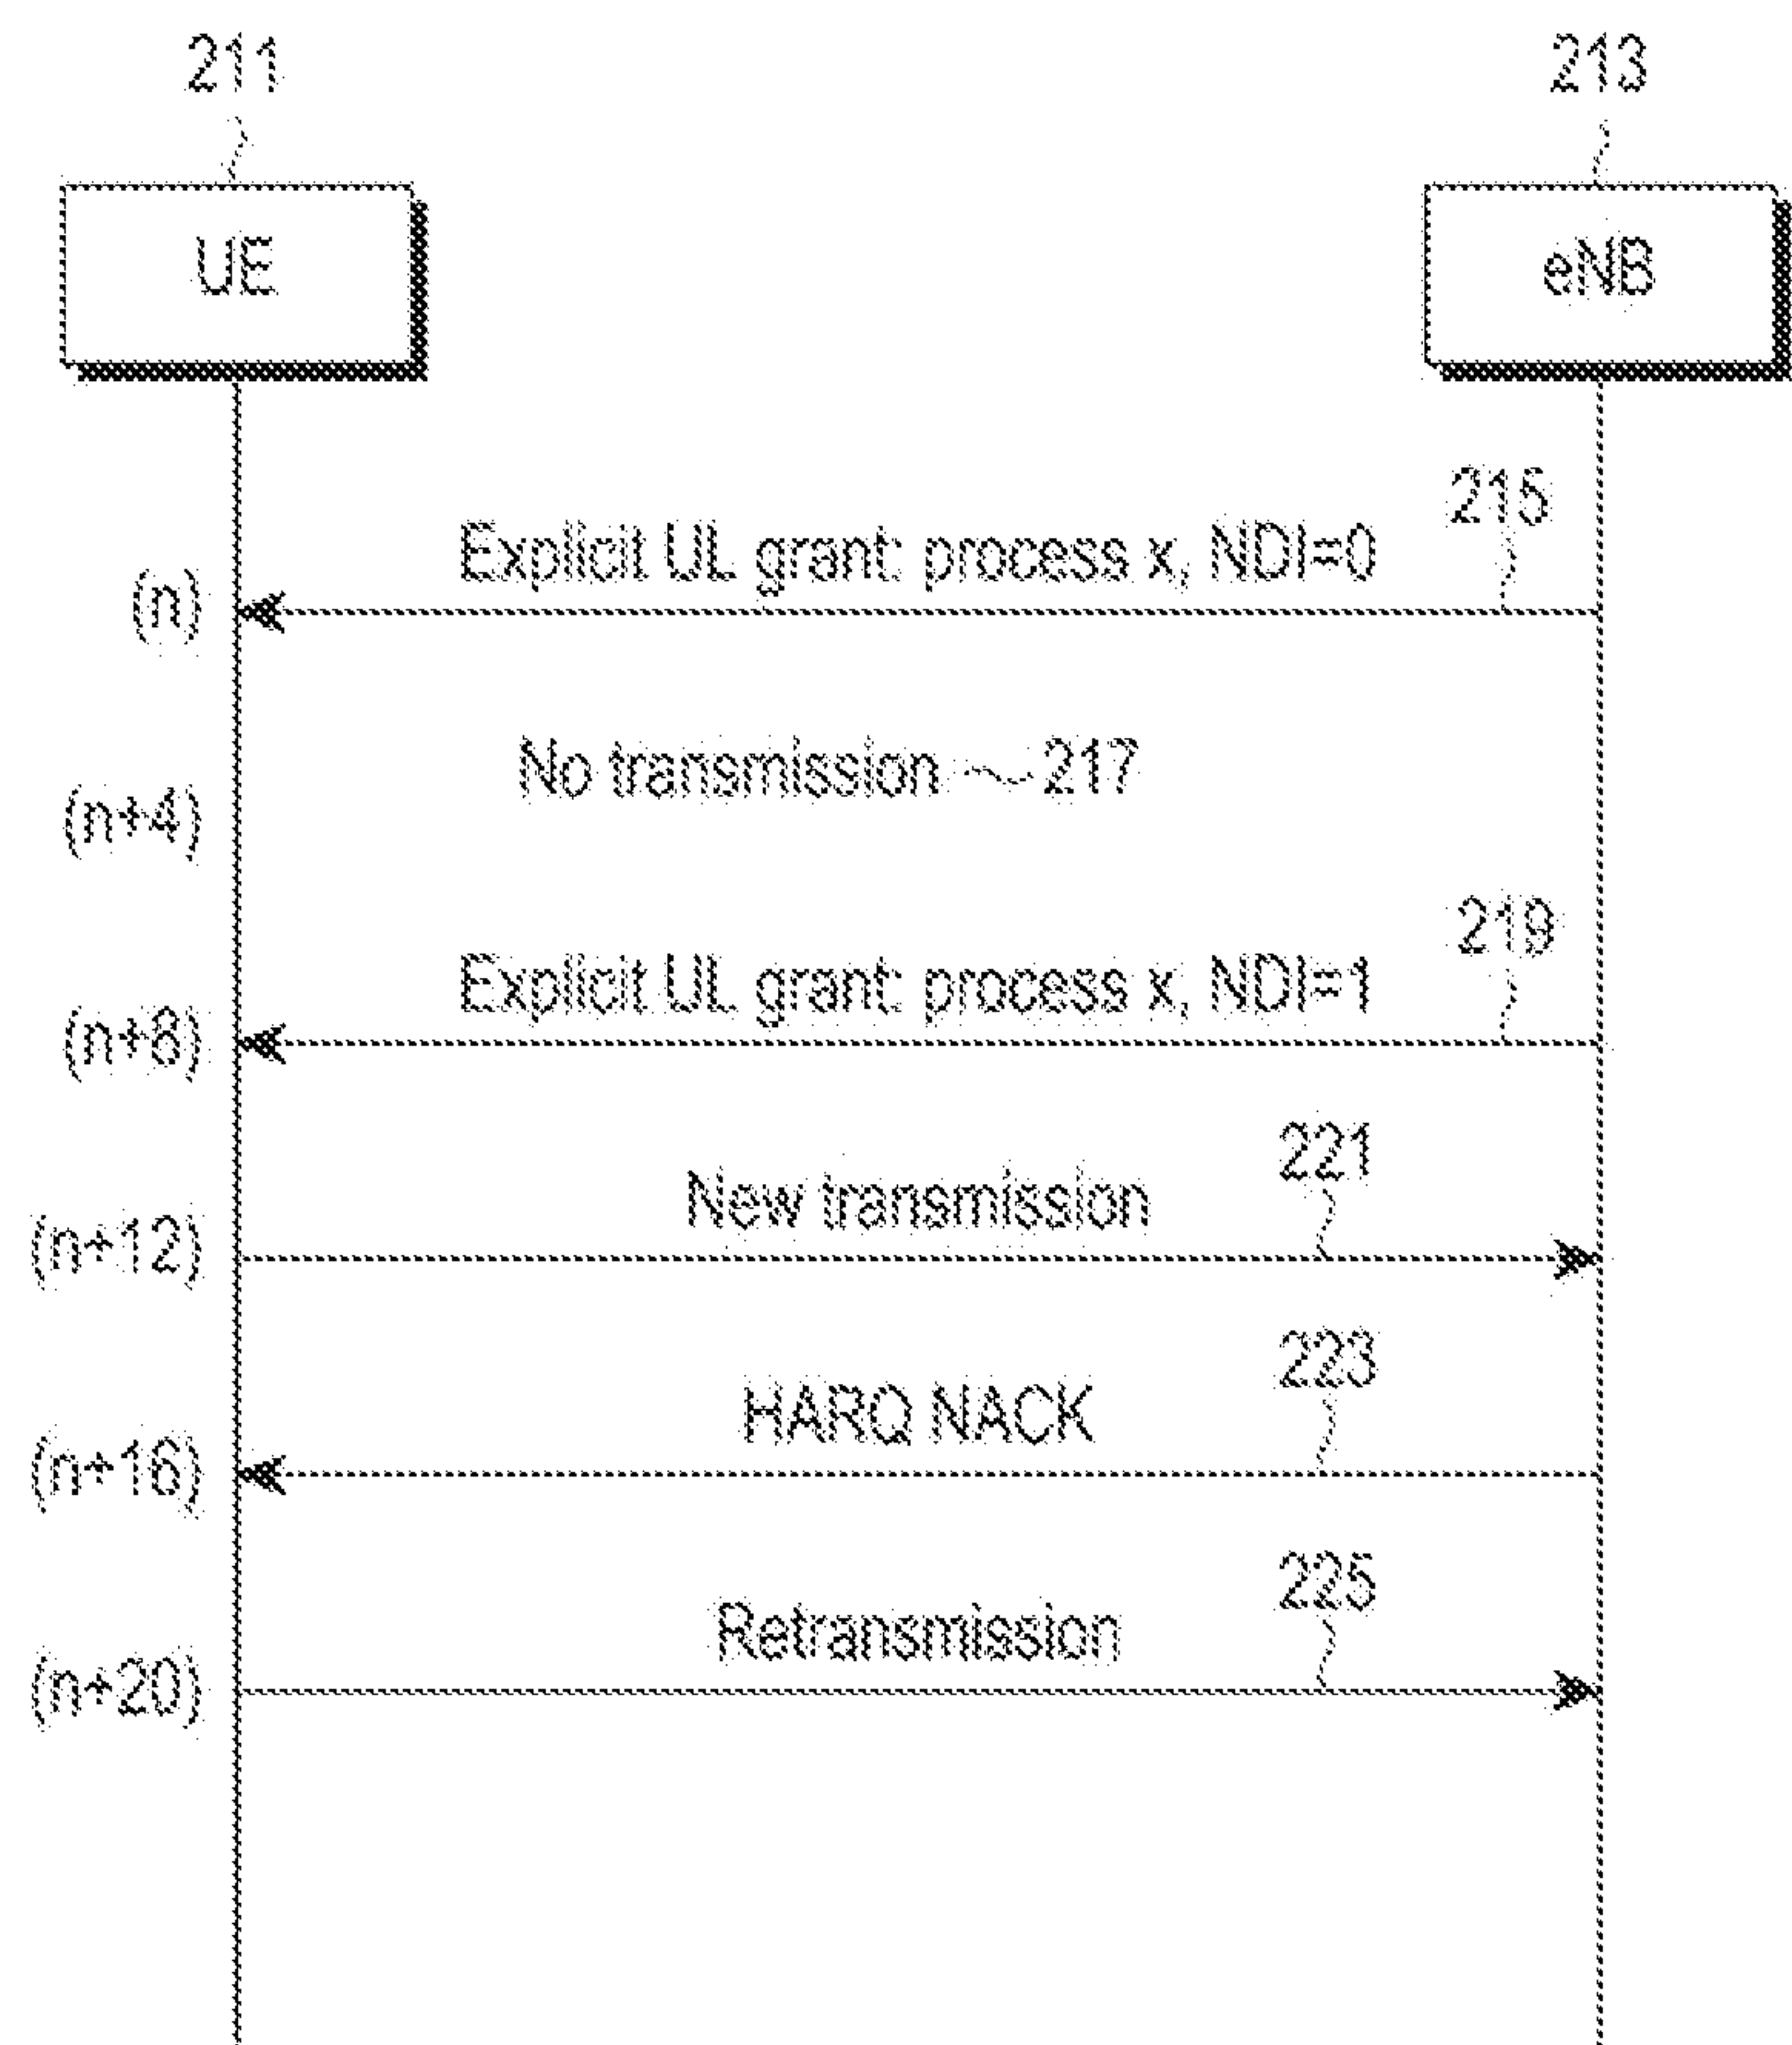 211
213
UE
eNB
215
Explicit UL grant: process x, NDI=0
(n)
No transmission 217
(n+4)
219
Explicit UL grant: process x, NDI=1
(n+8)
221
New transmission
(n+12)
223
HARQ NACK
(n+16)
225
Retransmission
(n+20)